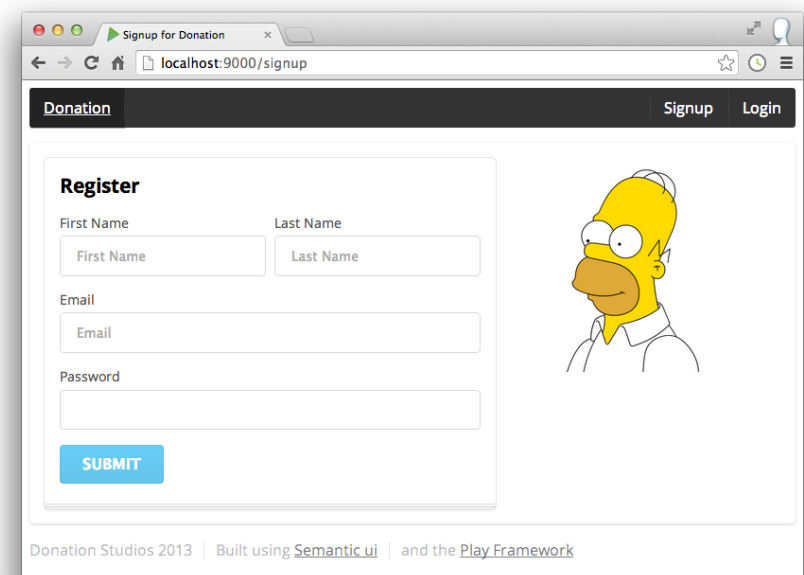 Signup for Donation
localhost:9000/signup
Donation Signup Login
Register
First Name Last Name
First Name Last Name
Email
Email
Password
SUBMIT
Donation Studios 2013 Built using Semantic ui and the Play Framework